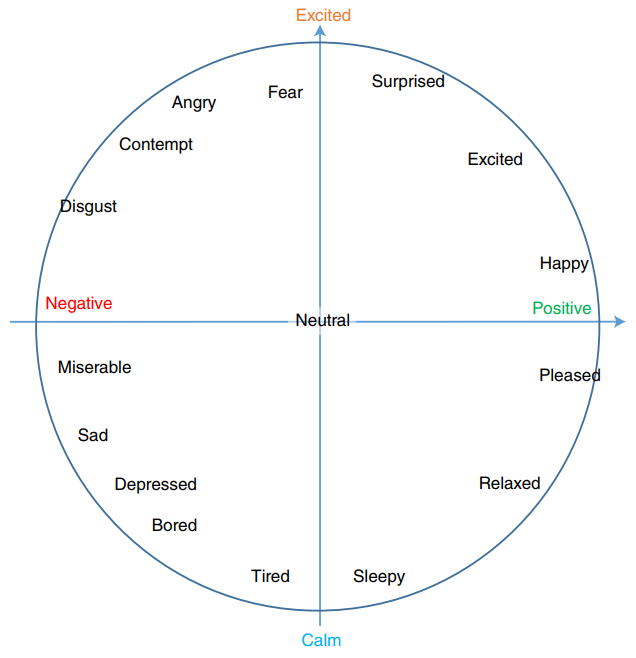 Excited
Surprised
Fear
Angry
Contempt
Excited
Disgust
Happy
Negative
Positive
Neutral
Miserable
Pleased
Sad
Depressed
Relaxed
Bored
Tired
Sleepy
Calm